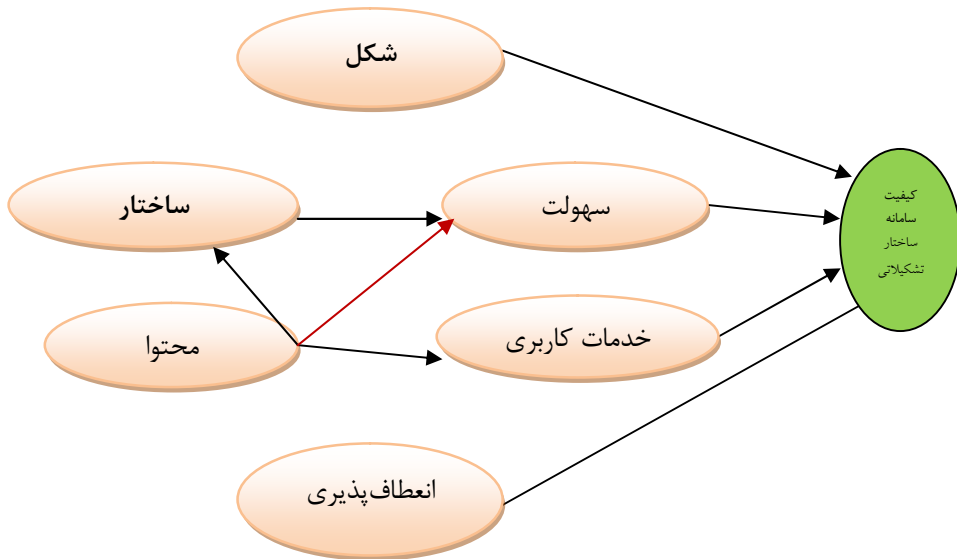 شکل
ساختار
سهولت
کیفیت
سامانه
ساختار
تشکیلاتی
محتوا
خدمات کاربری
انعطاف‌پذیری